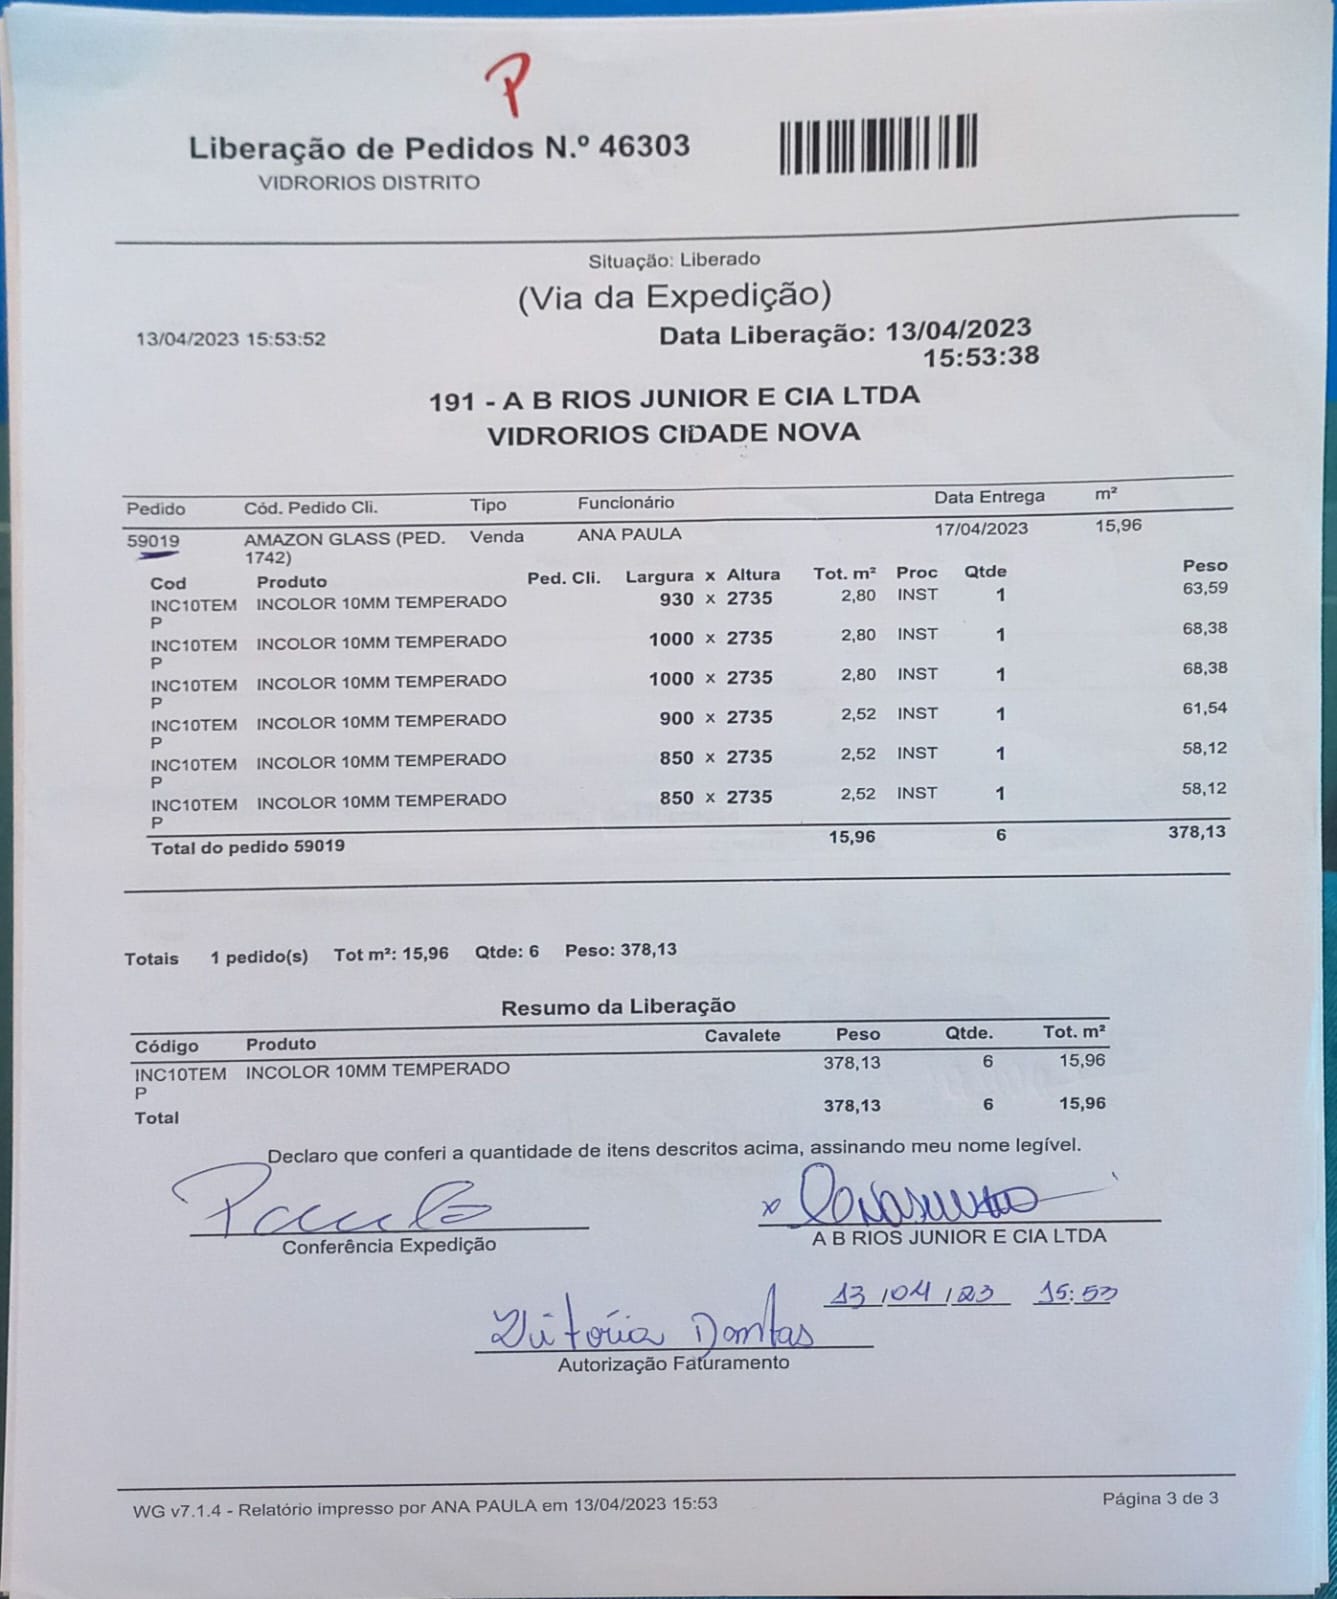 P
Liberação de Pedidos N.º 46303
VIDRORIOS DISTRITO
Situação: Liberado
(Via da Expedição)
13/04/2023 15:53:52 Data Liberação: 13/04/2023
15:53:38
191 - A B RIOS JUNIOR E CIA LTDA
VIDRORIOS CIDADE NOVA
Pedido Cód. Pedido Cli. Tipo Funcionário Data Entrega m²
59019 AMAZON GLASS (PED. Venda ANA PAULA 17/04/2023 15,96
1742)
Cod Produto Ped. Cli. Largura x Altura Tot. m² Proc Qtde Peso
INC10TEM INCOLOR 10MM TEMPERADO 930 x 2735 2,80 INST 1 63,59
P
INC10TEM INCOLOR 10MM TEMPERADO 1000 x 2735 2,80 INST 1 68,38
P
INC10TEM INCOLOR 10MM TEMPERADO 1000 x 2735 2,80 INST 1 68,38
P
INC10TEM INCOLOR 10MM TEMPERADO 900 x 2735 2,52 INST 1 61,54
P
INC10TEM INCOLOR 10MM TEMPERADO 850 x 2735 2,52 INST 1 58,12
P
INC10TEM INCOLOR 10MM TEMPERADO 850 x 2735 2,52 INST 1 58,12
P
Total do pedido 59019 15,96 6 378,13
Totais 1 pedido(s) Tot m²: 15,96 Qtde: 6 Peso: 378,13
Resumo da Liberação
Código Produto Cavalete Peso Qtde. Tot. m²
INC10TEM INCOLOR 10MM TEMPERADO 378,13 6 15,96
P
Total 378,13 6 15,96
Declaro que conferi a quantidade de itens descritos acima, assinando meu nome legível.
Paulo x
Conferência Expedição A B RIOS JUNIOR E CIA LTDA
13/04/23 15:53
Vitória Dantas
Autorização Faturamento
WG v7.1.4 - Relatório impresso por ANA PAULA em 13/04/2023 15:53 Página 3 de 3